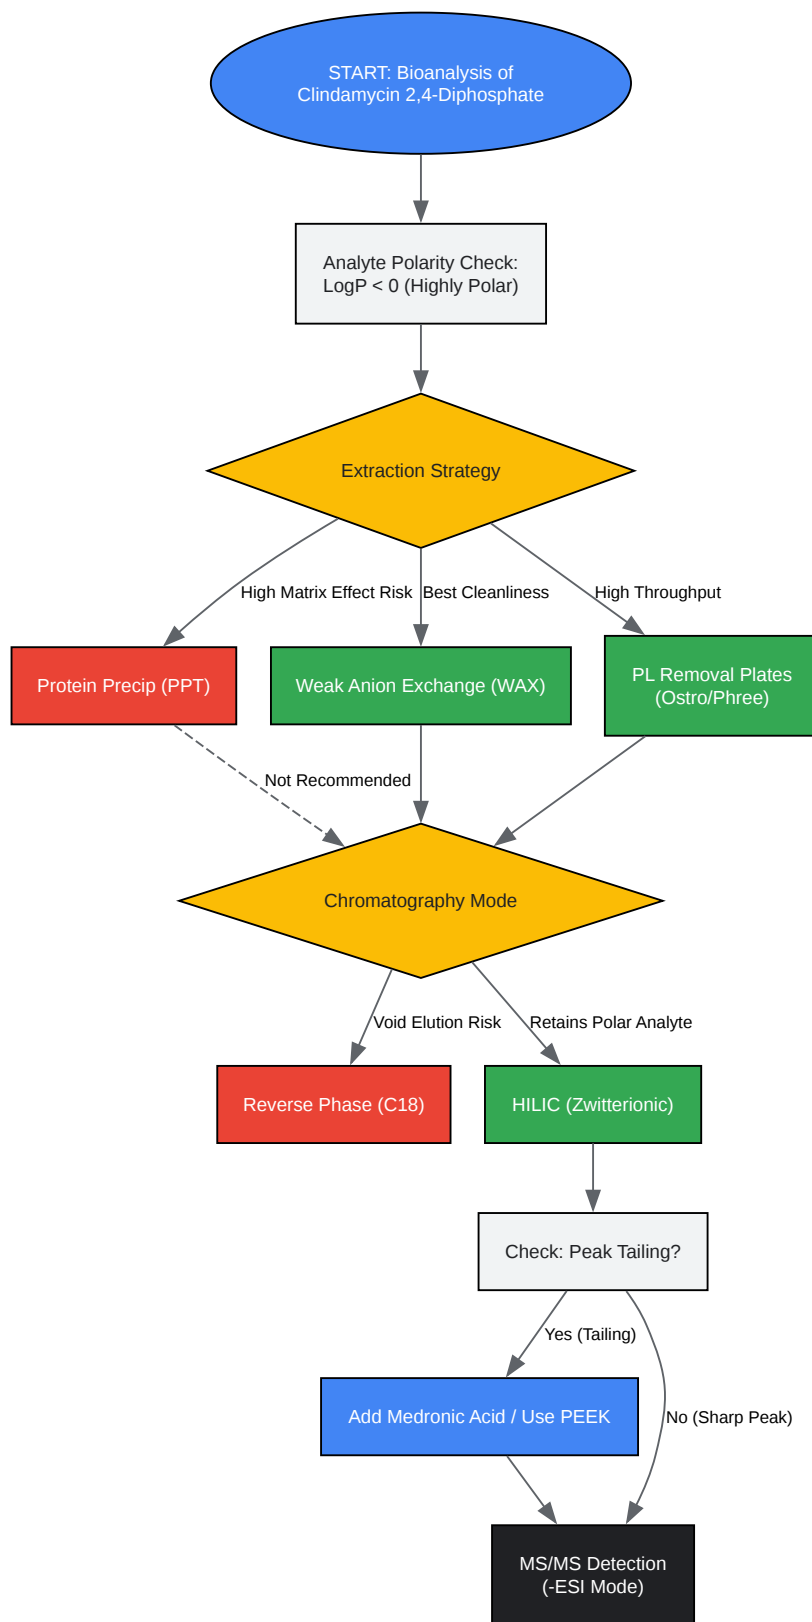 START: Bioanalysis of
Clindamycin 2,4-Diphosphate
Analyte Polarity Check:
LogP < 0 (Highly Polar)
Extraction Strategy
High Matrix Effect Risk
Best Cleanliness
High Throughput
Protein Precip (PPT)
Weak Anion Exchange (WAX)
PL Removal Plates
(Ostro/Phree)
Not Recommended
Chromatography Mode
Void Elution Risk
Retains Polar Analyte
Reverse Phase (C18)
HILIC (Zwitterionic)
Check: Peak Tailing?
Yes (Tailing)
Add Medronic Acid / Use PEEK
No (Sharp Peak)
MS/MS Detection
(-ESI Mode)